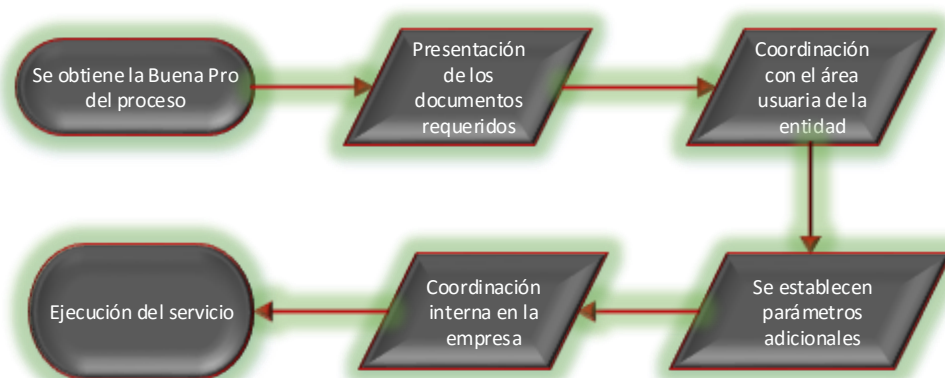 Se obtiene la Buena Pro
del proceso
Presentación
de los
documentos
requeridos
Coordinación
con el área
usuaria de la
entidad
Ejecución del servicio
Coordinación
interna en la
empresa
Se establecen
parámetros
adicionales